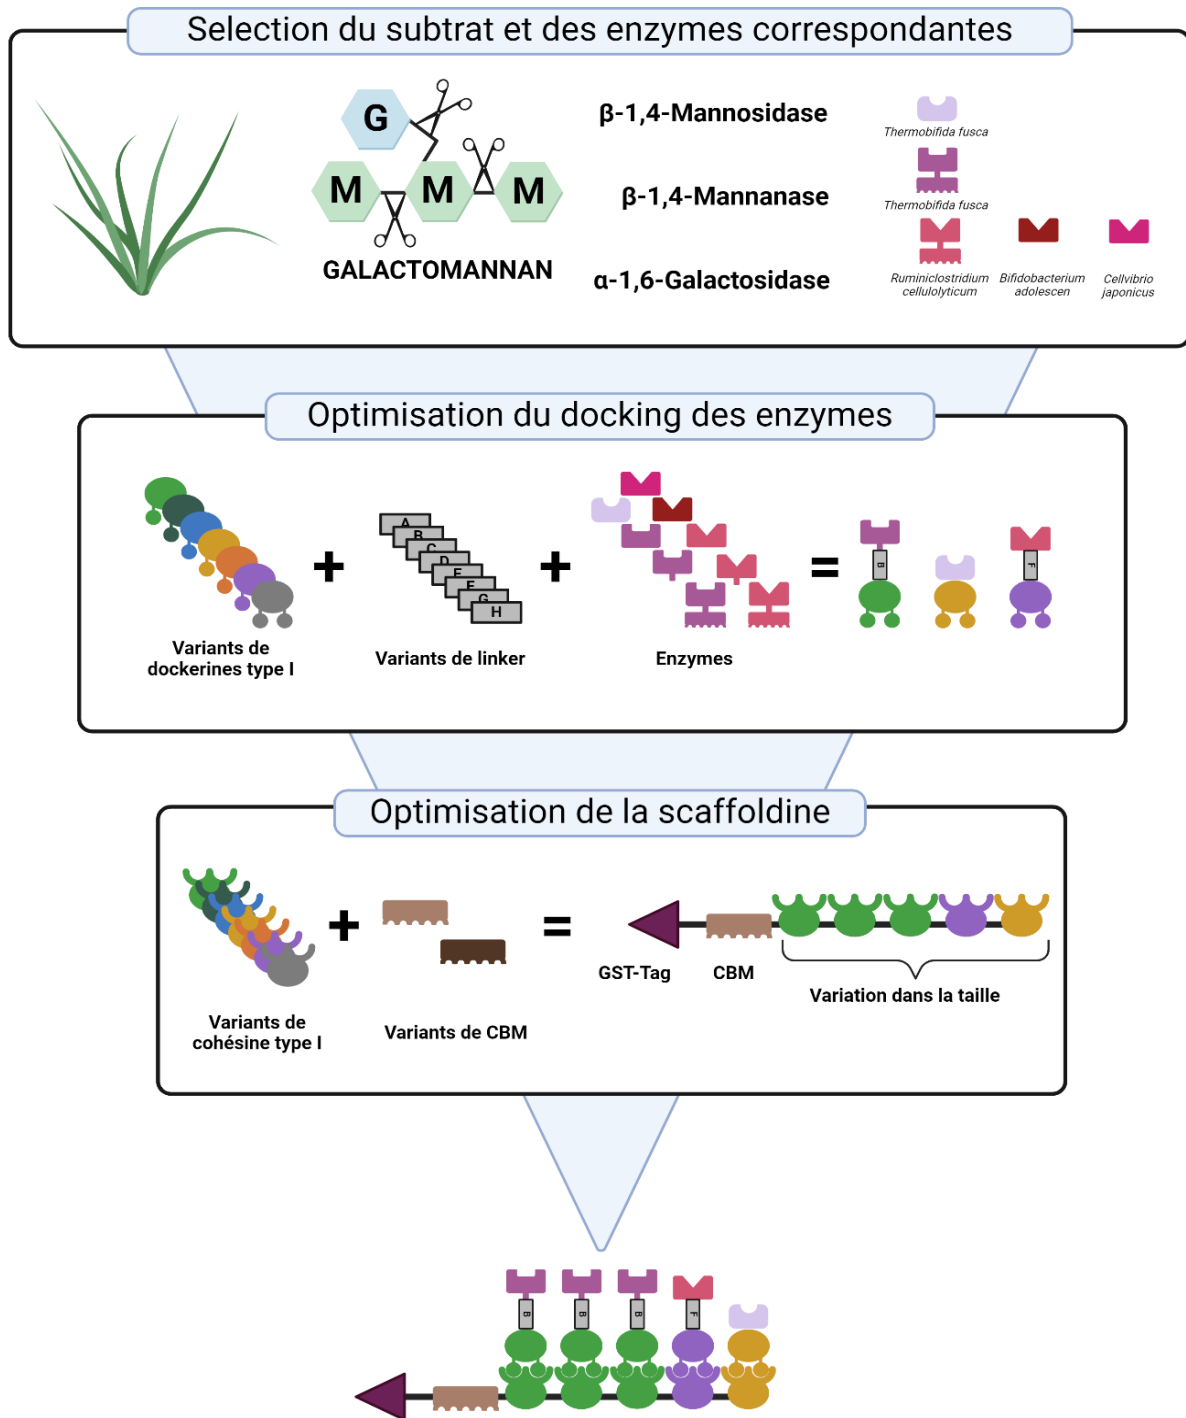 Selection du subtrat et des enzymes correspondantes
G
M
M
M
GALACTOMANNAN
β-1,4-Mannosidase
β-1,4-Mannanase
α-1,6-Galactosidase
Thermobifida fusca
Thermobifida fusca
Ruminiclostridium
cellulolyticum
Bifidobacterium
adolescen
Cellvibrio
japonicus
Optimisation du docking des enzymes
A
B
C
D
E
F
G
H
+
+
=
B
F
Variants de
dockerines type I
Variants de linker
Enzymes
Optimisation de la scaffoldine
+
=
GST-Tag
CBM
Variation dans la taille
Variants de
cohésine type I
Variants de CBM
B
B
B
F